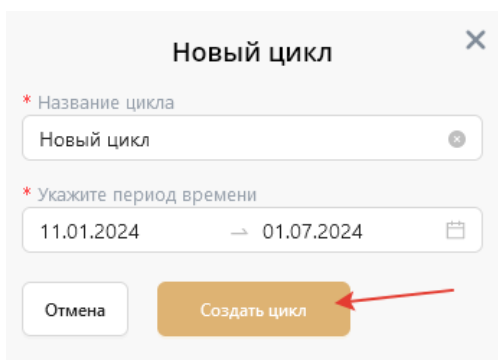 Новый цикл
* Название цикла
Новый цикл
* Укажите период времени
11.01.2024 → 01.07.2024
Отмена
Создать цикл